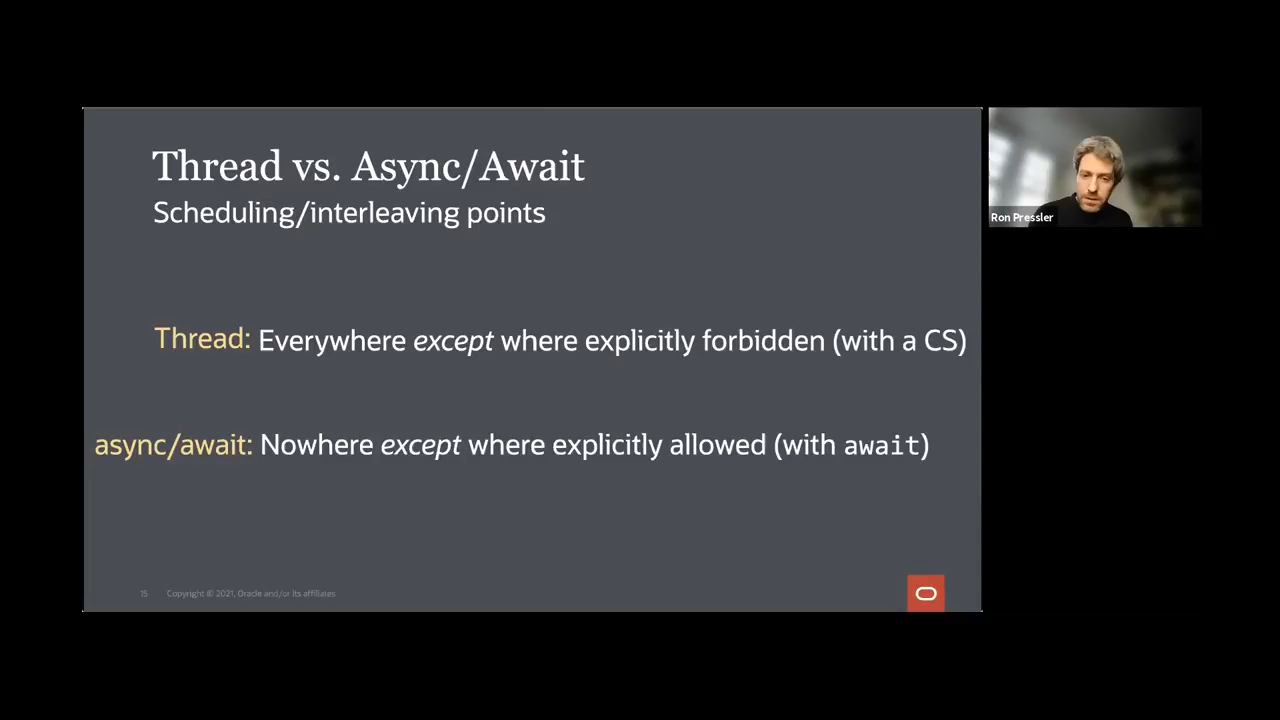 Thread vs. Async/Await
Scheduling/interleaving points
Thread: Everywhere except where explicitly forbidden (with a CS)
async/await: Nowhere except where explicitly allowed (with await)
15 Copyright © 2021, Oracle and/or its affiliates
Ron Pressler